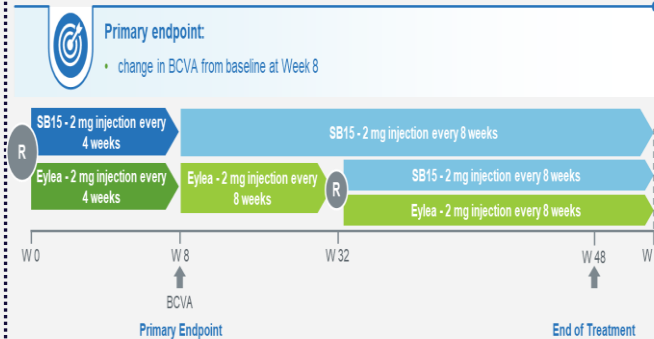 Primary endpoint:
• change in BCVA from baseline at Week 8
SB15 - 2 mg injection every
4 weeks
SB15 - 2 mg injection every 8 weeks
R
Eylea - 2 mg injection every
4 weeks
Eylea - 2 mg injection every
8 weeks
R
SB15 - 2 mg injection every 8 weeks
Eylea - 2 mg injection every 8 weeks
W 0
W 8
W 32
W 48
W
BCVA
Primary Endpoint
End of Treatment